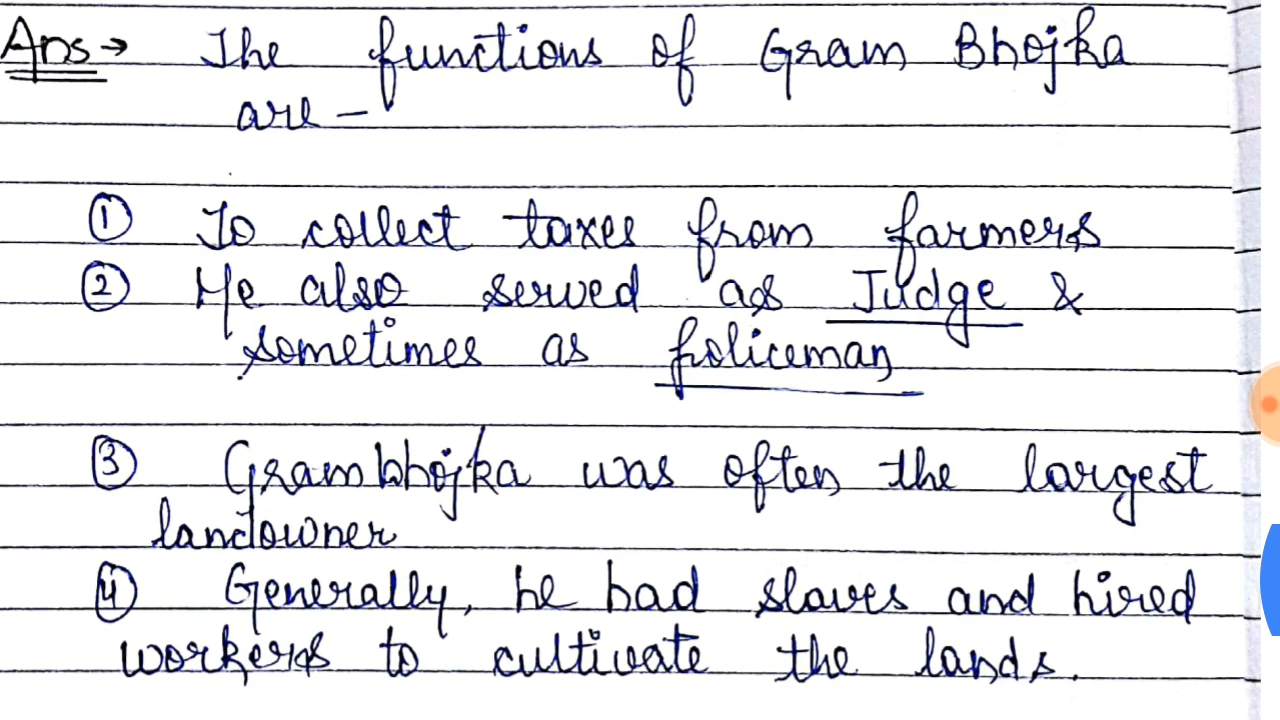 Ans → The functions of Gram Bhojka
are –
① To collect taxes from farmers
② He also served as Judge &
sometimes as policeman
③ Grambhojka was often the largest
landowner
④ Generally, he had slaves and hired
workers to cultivate the lands.